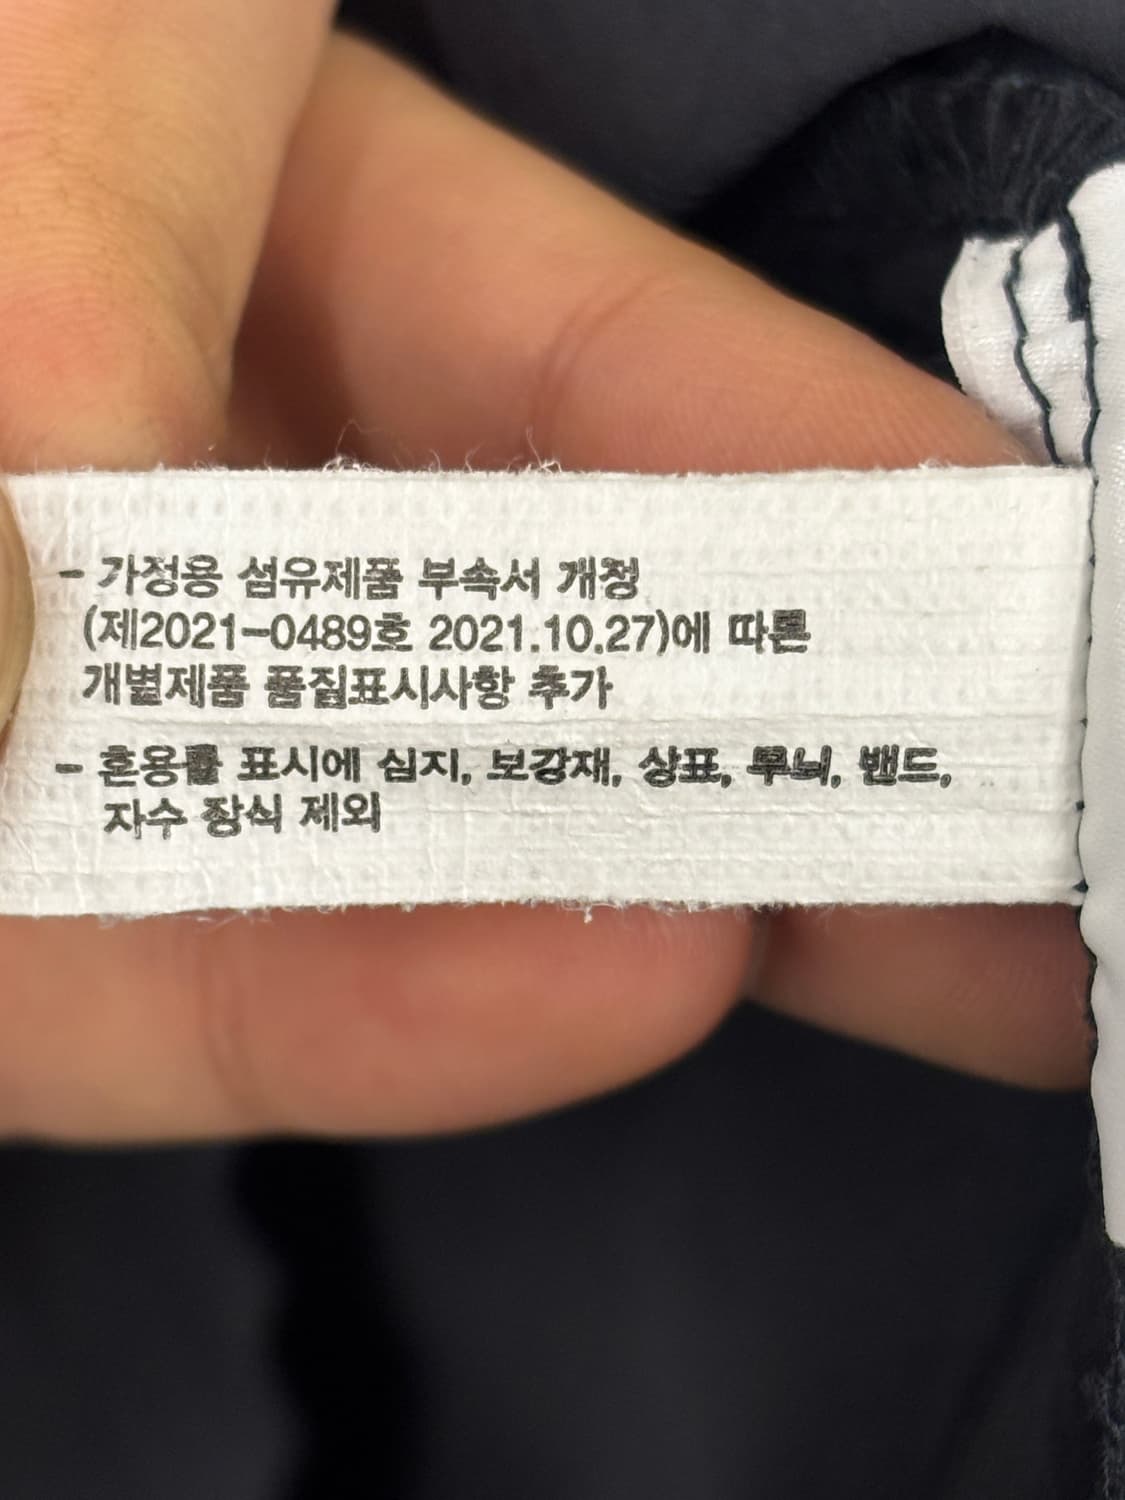 - 가정용 섬유제품 부속서 개정
(제2021-0489호 2021.10.27)에 따른
개별제품 품질표시사항 추가
- 혼용률 표시에 심지, 보강재, 상표, 무늬, 밴드,
자수 장식 제외